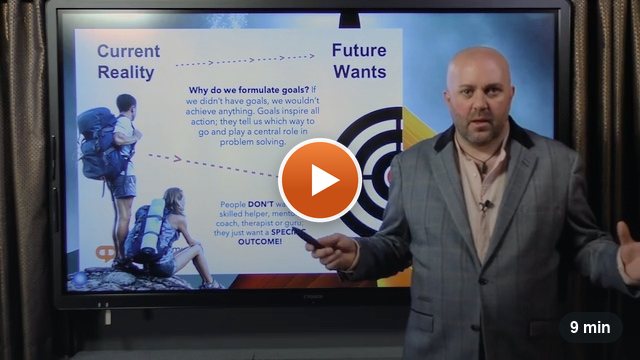 Current
Reality
Future
Wants
Why do we formulate goals? If
we didn't have goals, we wouldn't
achieve anything. Goals inspire all
action; they tell us which way to
go and play a central role in
problem solving.
People DON'T
skilled helper,
coach, therapist or
they just want a
OUTCOME!
9 min